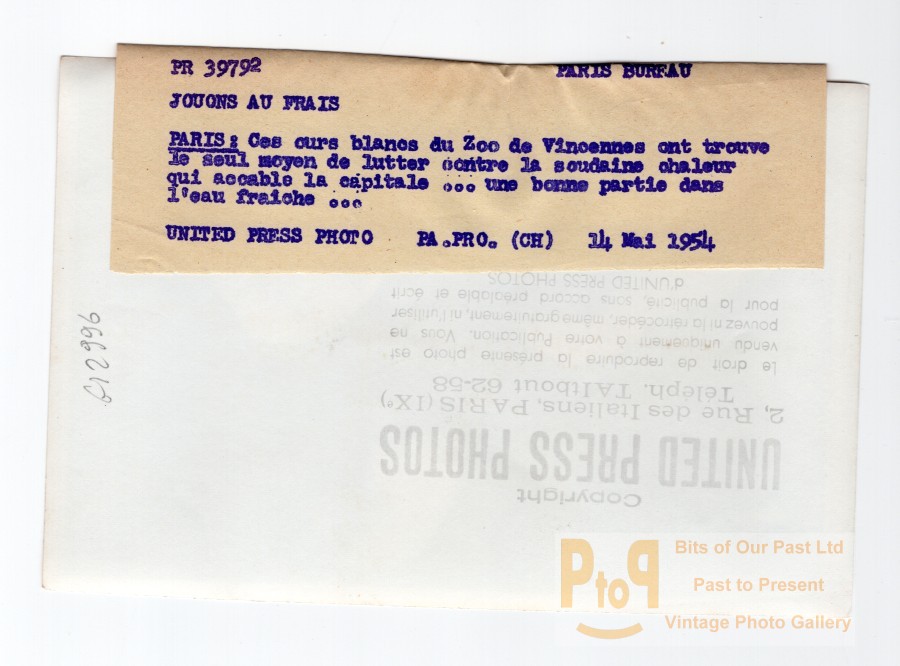 PR 39792 PARIS BUREAU
JOUONS AU FRAIS
PARIS: Ces ours blancs du Zoo de Vincennes ont trouve
le seul moyen de lutter contre la soudaine chaleur
qui accable la capitale ... une bonne partie dans
l'eau fraiche ...
UNITED PRESS PHOTO PA.PRO. (CH) 14 Mai 1954
612996
Copyright
UNITED PRESS PHOTOS
2, Rue des Italiens, PARIS (IXe)
Téléph. TAItbout 62-58
Le droit de reproduire la présente photo est
vendu uniquement à votre Publication. Vous ne
pouvez ni la rétrocéder, même gratuitement, ni l'utiliser
pour la publicité, sans accord préalable et écrit
d'UNITED PRESS PHOTOS
PtoP
Bits of Our Past Ltd
Past to Present
Vintage Photo Gallery